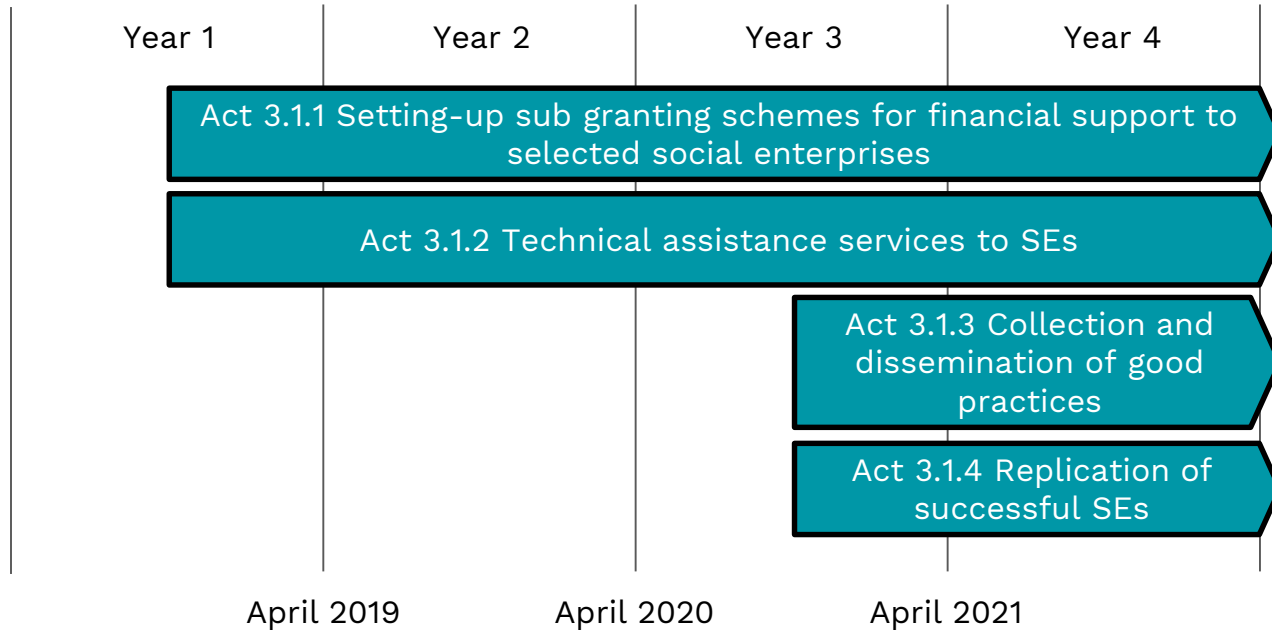 Year 1
Year 2
Year 3
Year 4
Act 3.1.1 Setting-up sub granting schemes for financial support to
selected social enterprises
Act 3.1.2 Technical assistance services to SEs
Act 3.1.3 Collection and
dissemination of good
practices
Act 3.1.4 Replication of
successful SEs
April 2019
April 2020
April 2021